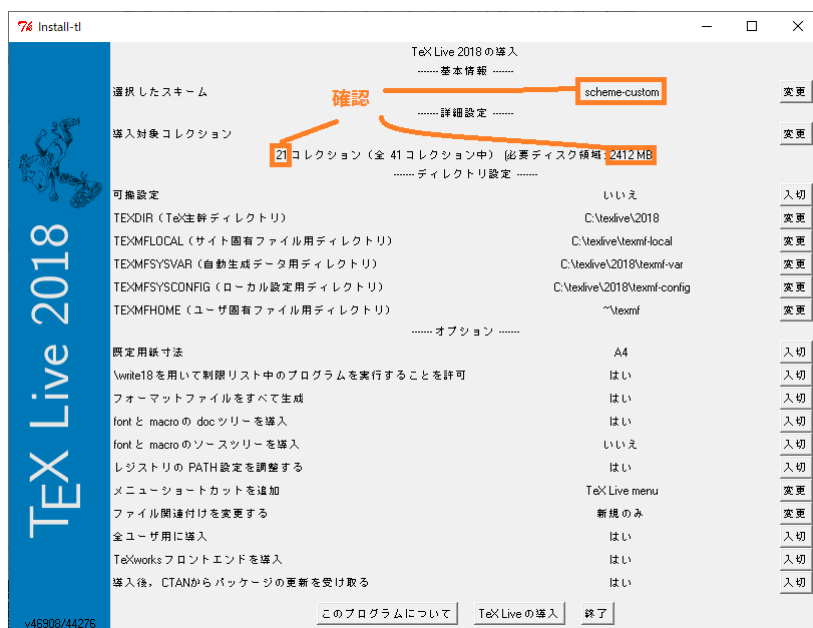 Install-tl
TeX Live 2018 の導入
------- 基本情報 -------
選択したスキーム scheme-custom 変更
確認
------- 詳細設定 -------
導入対象コレクション 変更
21 コレクション（全 41 コレクション中） (必要ディスク領域: 2412 MB
------- ディレクトリ設定 -------
可搬設定 いいえ 入切
TEXDIR（TeX主幹ディレクトリ） C:\texlive\2018 変更
TEXMFLOCAL（サイト固有ファイル用ディレクトリ） C:\texlive\texmf-local 変更
TEXMFSYSVAR（自動生成データ用ディレクトリ） C:\texlive\2018\texmf-var 変更
TEXMFSYSCONFIG（ローカル設定用ディレクトリ） C:\texlive\2018\texmf-config 変更
TEXMFHOME（ユーザ固有ファイル用ディレクトリ） ~\texmf 変更
------- オプション -------
既定用紙寸法 A4 入切
\write18 を用いて制限リスト中のプログラムを実行することを許可 はい 入切
フォーマットファイルをすべて生成 はい 入切
font と macro の doc ツリーを導入 はい 入切
font と macro のソースツリーを導入 いいえ 入切
レジストリの PATH 設定を調整する はい 入切
メニューショートカットを追加 TeX Live menu 変更
ファイル関連付けを変更する 新規のみ 変更
全ユーザ用に導入 はい 入切
TeXworks フロントエンドを導入 はい 入切
導入後，CTANからパッケージの更新を受け取る はい 入切
このプログラムについて TeX Live の導入 終了
TEX Live 2018
v46908/44276